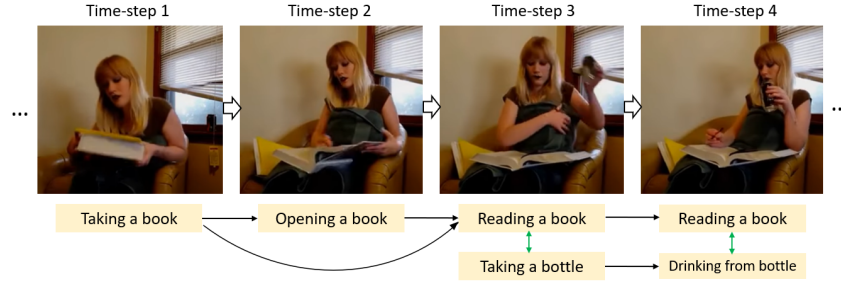 Time-step 1
Time-step 2
Time-step 3
Time-step 4
...
..
Taking a book
Opening a book
Reading a book
Reading a book
Taking a bottle
Drinking from bottle